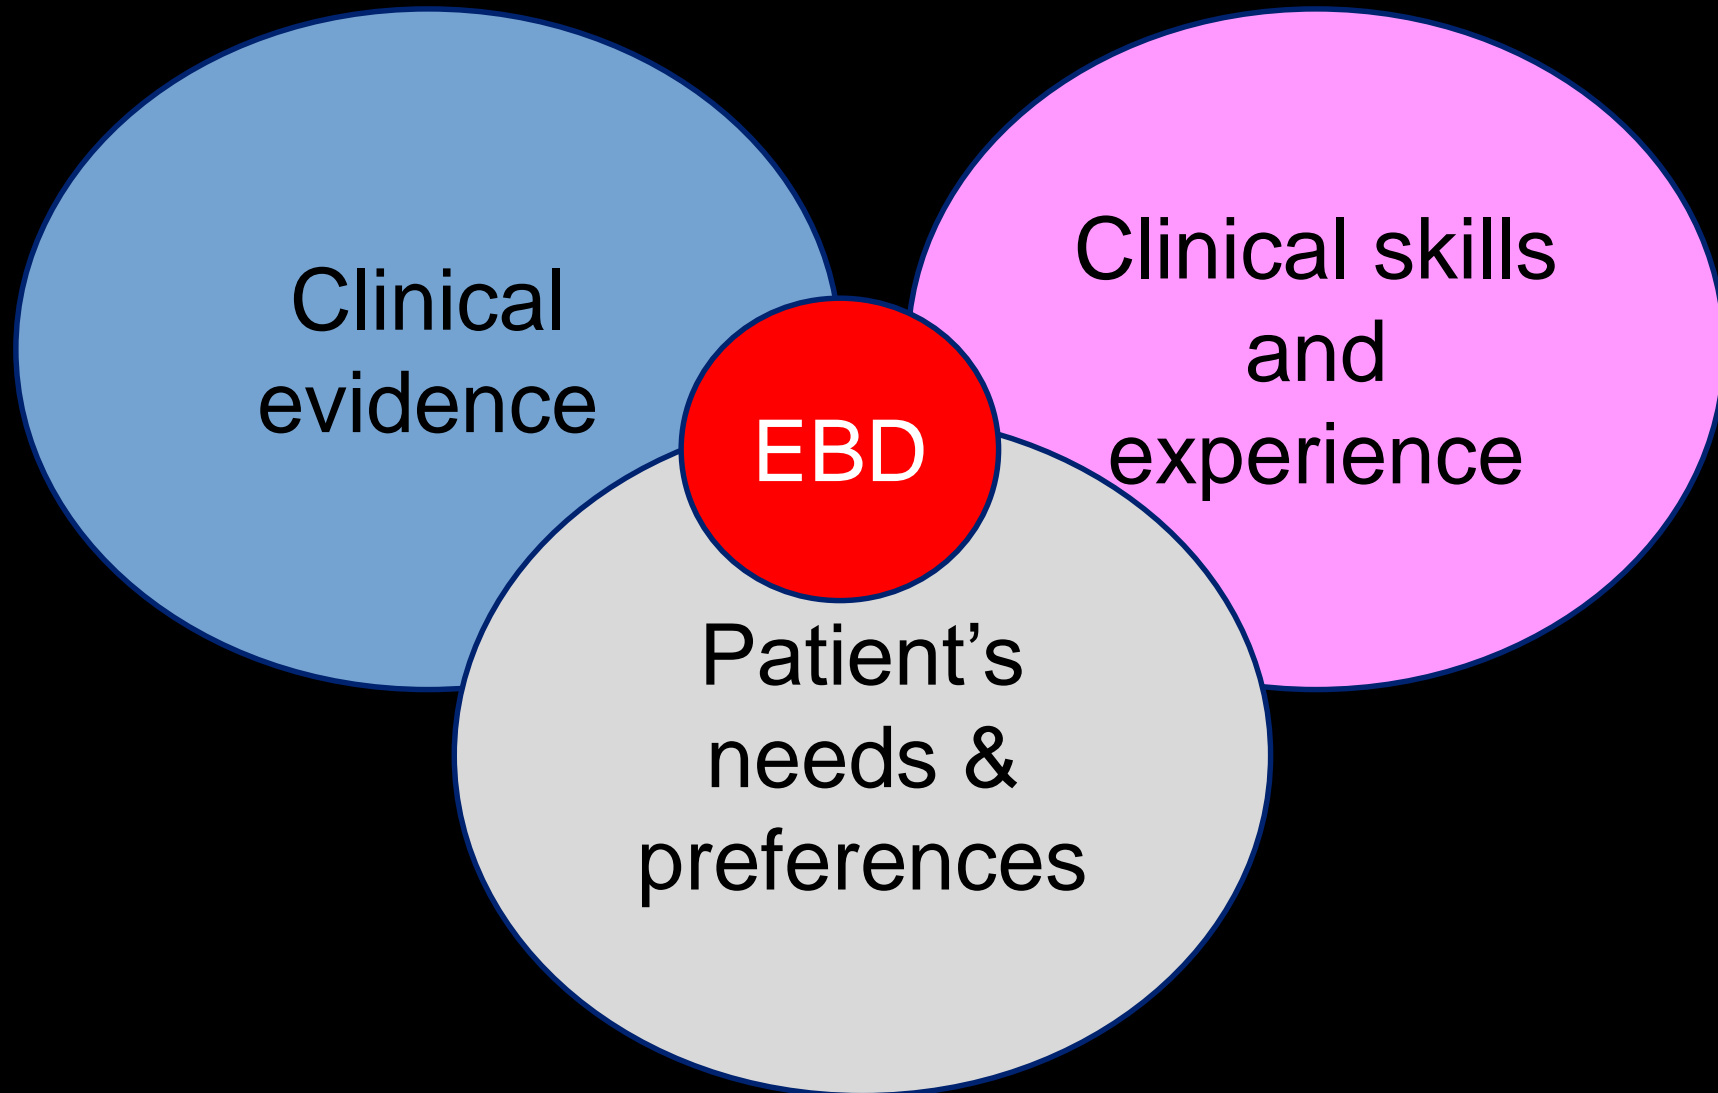 Clinical
evidence
Clinical skills
and
experience
EBD
Patient’s
needs &
preferences